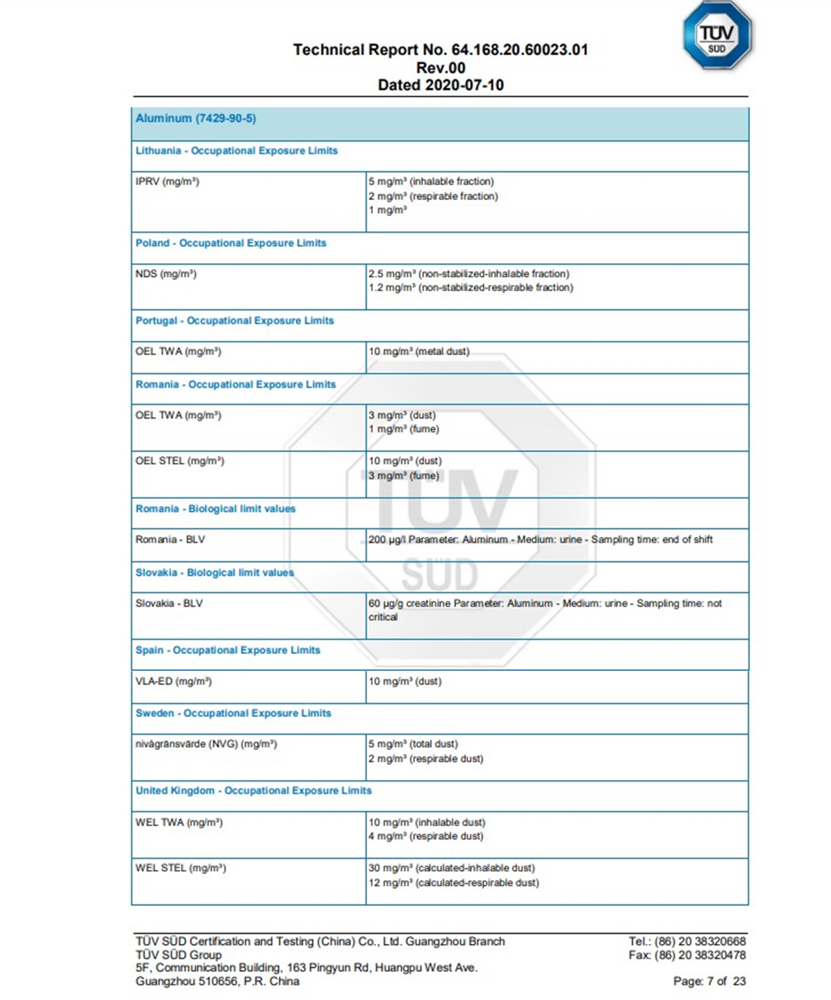 TÜV
SÜD
Technical Report No. 64.168.20.60023.01
Rev.00
Dated 2020-07-10
Aluminum (7429-90-5)
Lithuania - Occupational Exposure Limits
IPRV (mg/m³)
5 mg/m³ (inhalable fraction)
2 mg/m³ (respirable fraction)
1 mg/m³
Poland - Occupational Exposure Limits
NDS (mg/m³)
2.5 mg/m³ (non-stabilized-inhalable fraction)
1.2 mg/m³ (non-stabilized-respirable fraction)
Portugal - Occupational Exposure Limits
OEL TWA (mg/m³)
10 mg/m³ (metal dust)
Romania - Occupational Exposure Limits
OEL TWA (mg/m³)
3 mg/m³ (dust)
1 mg/m³ (fume)
OEL STEL (mg/m³)
10 mg/m³ (dust)
3 mg/m³ (fume)
TÜV
SÜD
Romania - Biological limit values
Romania - BLV
200 µg/l Parameter: Aluminum - Medium: urine - Sampling time: end of shift
Slovakia - Biological limit values
Slovakia - BLV
60 µg/g creatinine Parameter: Aluminum - Medium: urine - Sampling time: not
critical
Spain - Occupational Exposure Limits
VLA-ED (mg/m³)
10 mg/m³ (dust)
Sweden - Occupational Exposure Limits
nivågränsvärde (NVG) (mg/m³)
5 mg/m³ (total dust)
2 mg/m³ (respirable dust)
United Kingdom - Occupational Exposure Limits
WEL TWA (mg/m³)
10 mg/m³ (inhalable dust)
4 mg/m³ (respirable dust)
WEL STEL (mg/m³)
30 mg/m³ (calculated-inhalable dust)
12 mg/m³ (calculated-respirable dust)
TÜV SÜD Certification and Testing (China) Co., Ltd. Guangzhou Branch
TÜV SÜD Group
5F, Communication Building, 163 Pingyun Rd, Huangpu West Ave.
Guangzhou 510656, P.R. China
Tel.: (86) 20 38320668
Fax: (86) 20 38320478
Page: 7 of 23